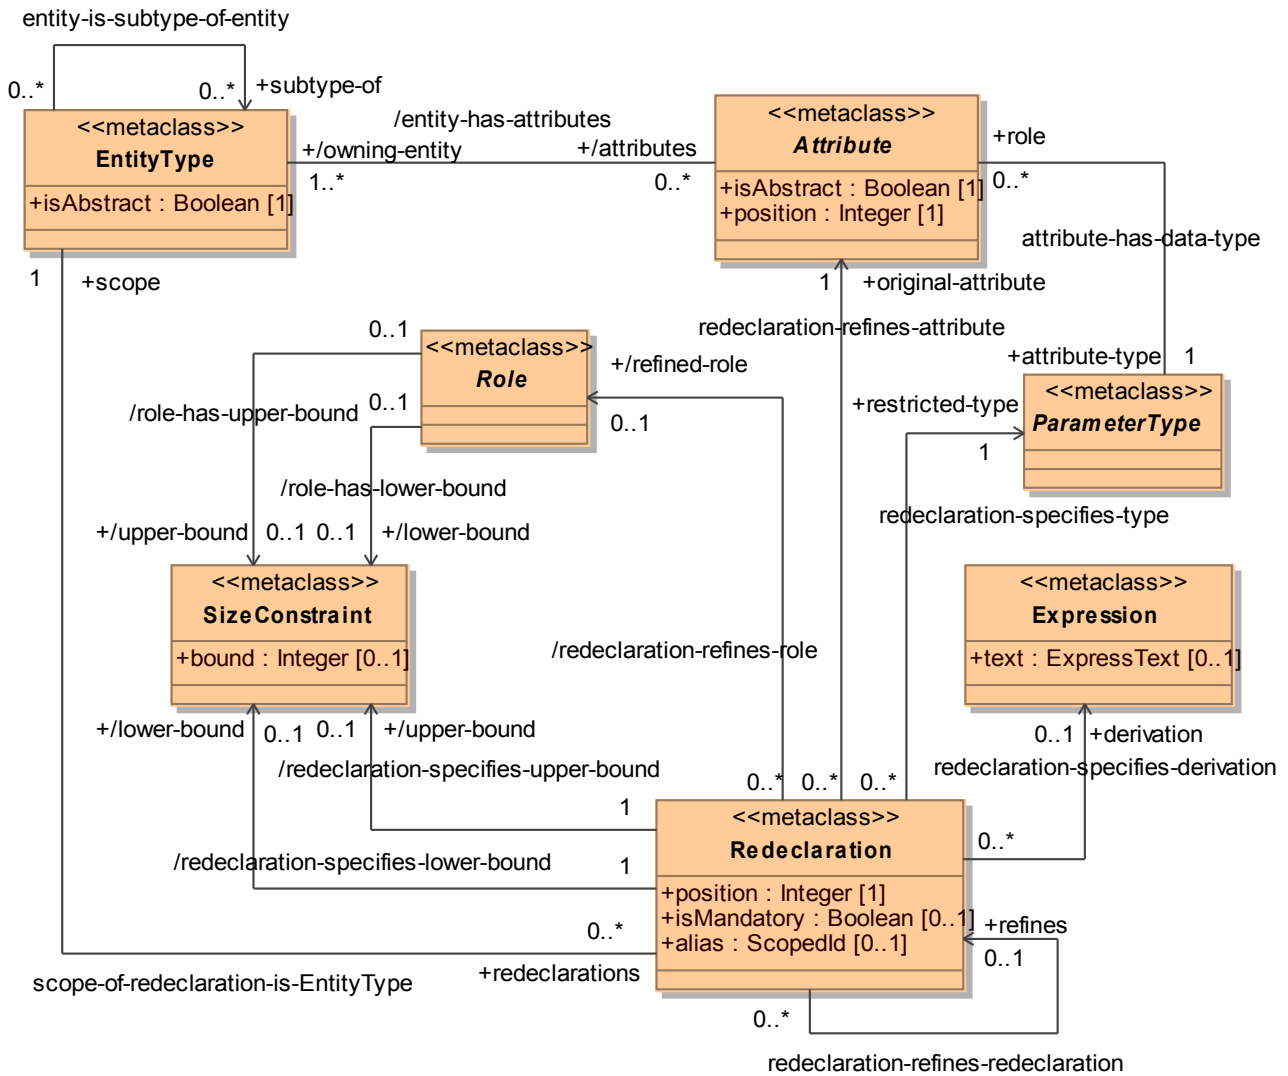 entity-is-subtype-of-entity
0..*
0..*
+subtype-of
<<metaclass>>
EntityType
+isAbstract : Boolean [1]
/entity-has-attributes
+/owning-entity
+/attributes
1..*
0..*
<<metaclass>>
Attribute
+isAbstract : Boolean [1]
+position : Integer [1]
+role
0..*
attribute-has-data-type
1
+scope
1
+original-attribute
redeclaration-refines-attribute
0..1
<<metaclass>>
Role
+/refined-role
0..1
+attribute-type
1
/role-has-upper-bound
0..1
+restricted-type
1
<<metaclass>>
ParameterType
/role-has-lower-bound
redeclaration-specifies-type
+/upper-bound
0..1
0..1
+/lower-bound
<<metaclass>>
SizeConstraint
+bound : Integer [0..1]
<<metaclass>>
Expression
+text : ExpressText [0..1]
/redeclaration-refines-role
+/lower-bound
0..1
0..1
+/upper-bound
0..1
+derivation
/redeclaration-specifies-upper-bound
redeclaration-specifies-derivation
0..*
0..*
0..*
1
<<metaclass>>
Redeclaration
+position : Integer [1]
+isMandatory : Boolean [0..1]
+alias : ScopedId [0..1]
0..*
/redeclaration-specifies-lower-bound
1
0..*
+redeclarations
scope-of-redeclaration-is-EntityType
+refines
0..1
0..*
redeclaration-refines-redeclaration